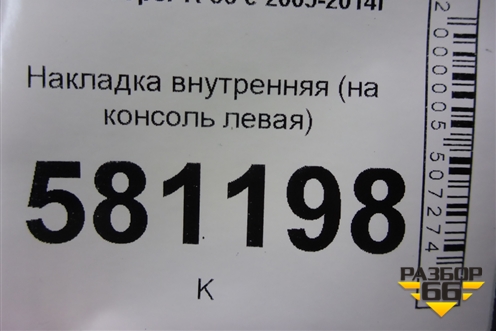 с 2005-2014г
Накладка внутренняя (на
консоль левая)
581198
К
2000005507274
РАЗБОР
66